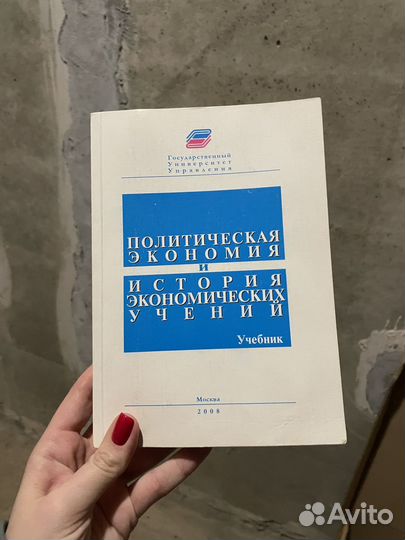 Государственный
Университет
Управления
ПОЛИТИЧЕСКАЯ
ЭКОНОМИЯ
И
ИСТОРИЯ
ЭКОНОМИЧЕСКИХ
УЧЕНИЙ
Учебник
Москва
2008
Avito